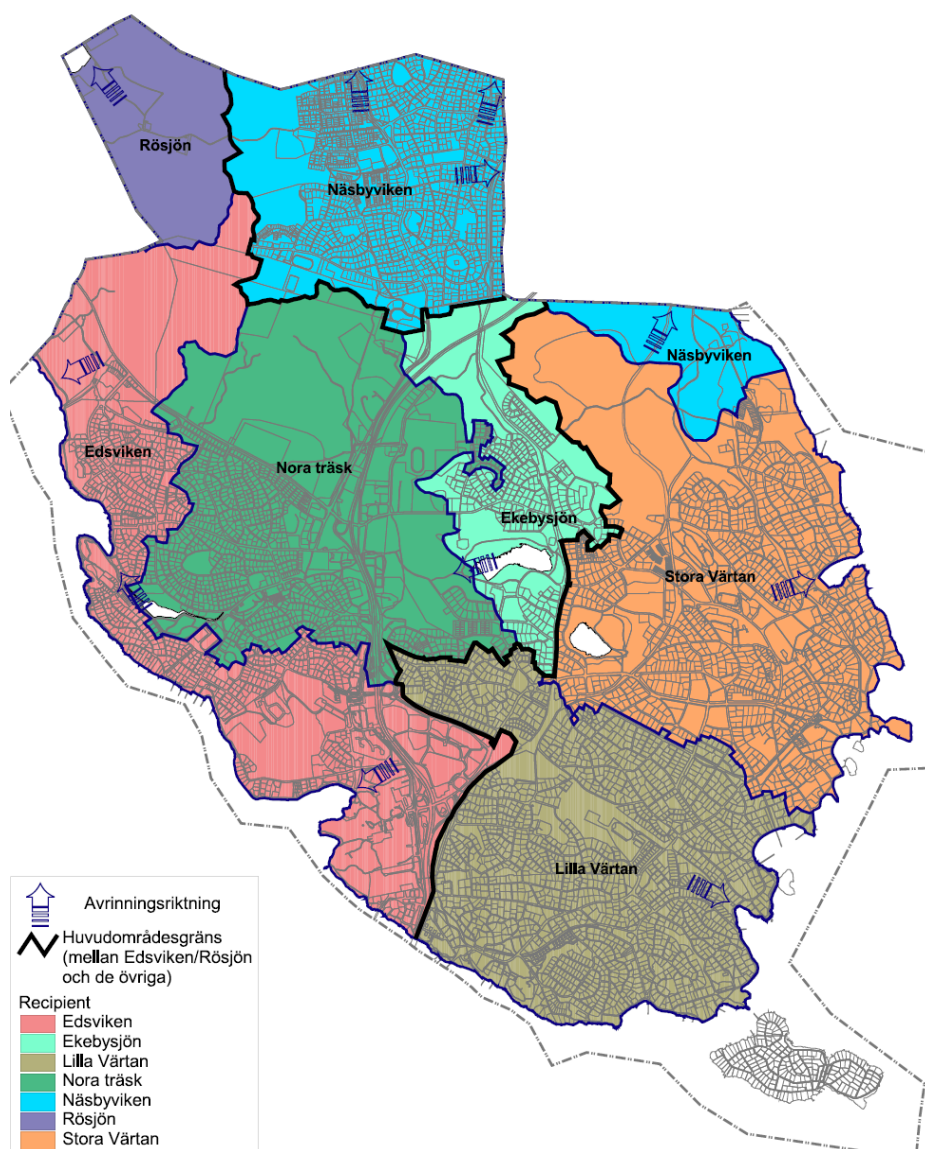 Rösjön
Näsbyviken
Näsbyviken
Edsviken
Nora träsk
Ekebysjön
Stora Värtan
Lilla Värtan
Avrinningsriktning
Huvudområdesgräns
(mellan Edsviken/Rösjön
och de övriga)
Recipient
Edsviken
Ekebysjön
Lilla Värtan
Nora träsk
Näsbyviken
Rösjön
Stora Värtan